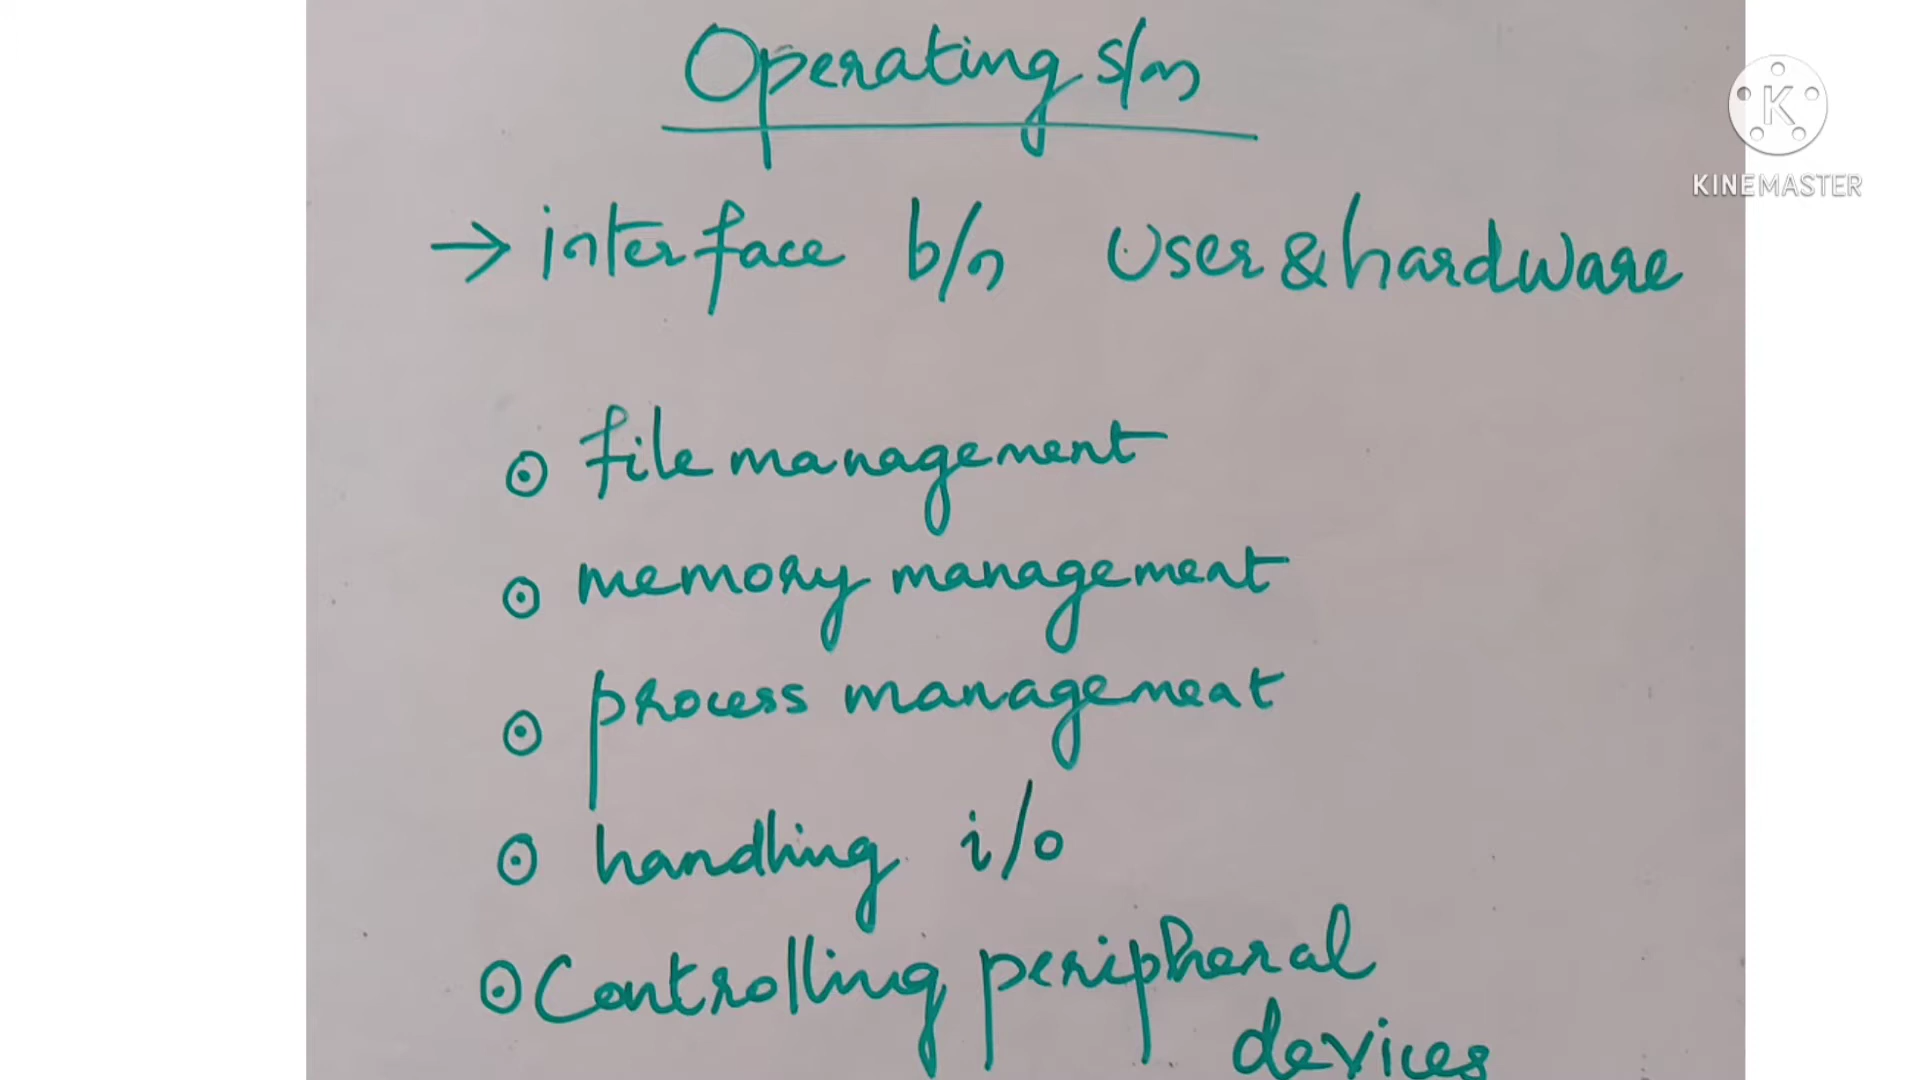 Operating s/m
K
KINEMASTER
→ interface b/n User & hardware
⊙ file management
⊙ memory management
⊙ process management
⊙ handling i/o
⊙ Controlling peripheral
devices